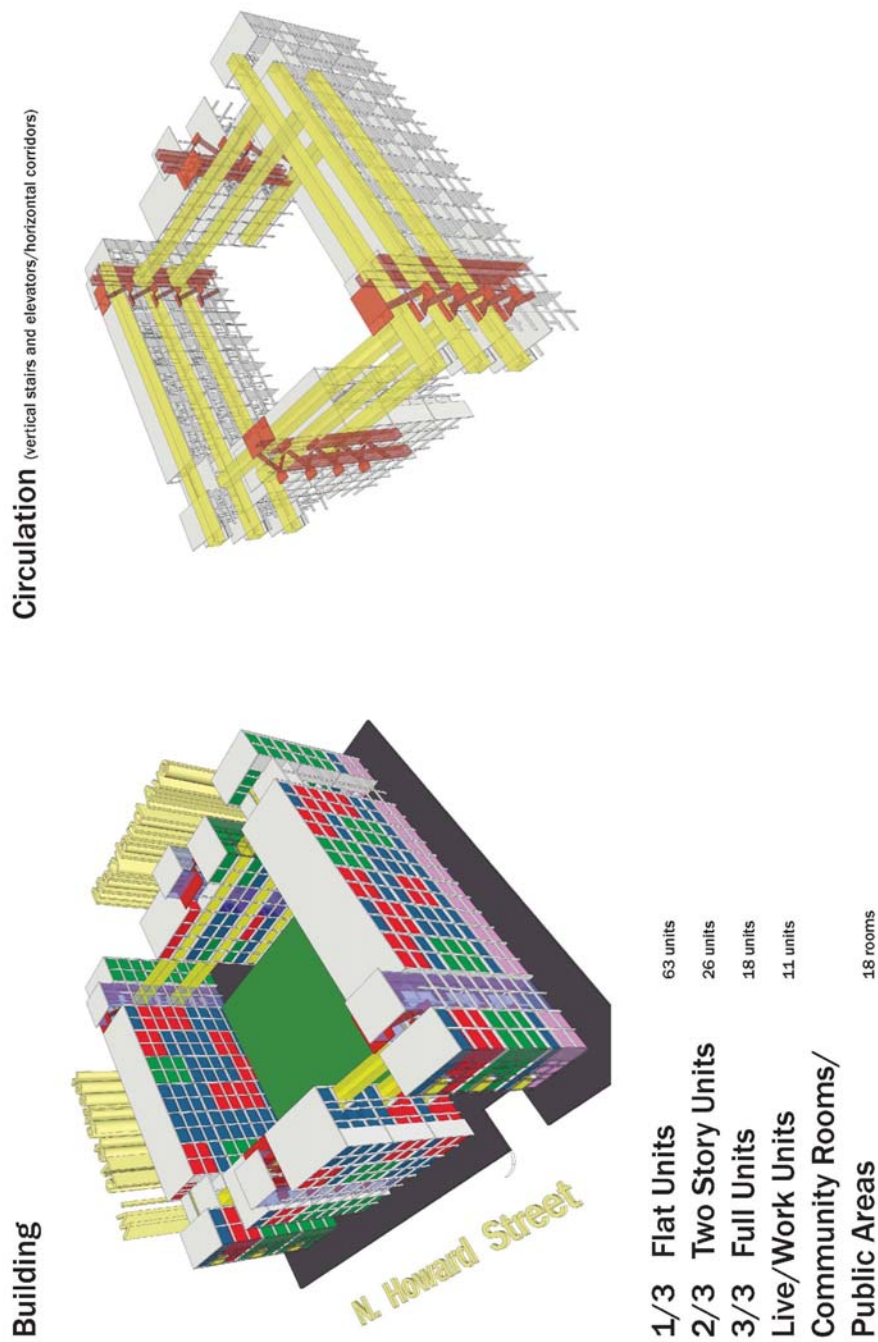 Building
N. Howard Street
1/3 Flat Units 63 units
2/3 Two Story Units 26 units
3/3 Full Units 18 units
Live/Work Units 11 units
Community Rooms/
Public Areas 18 rooms
Circulation (vertical stairs and elevators/horizontal corridors)